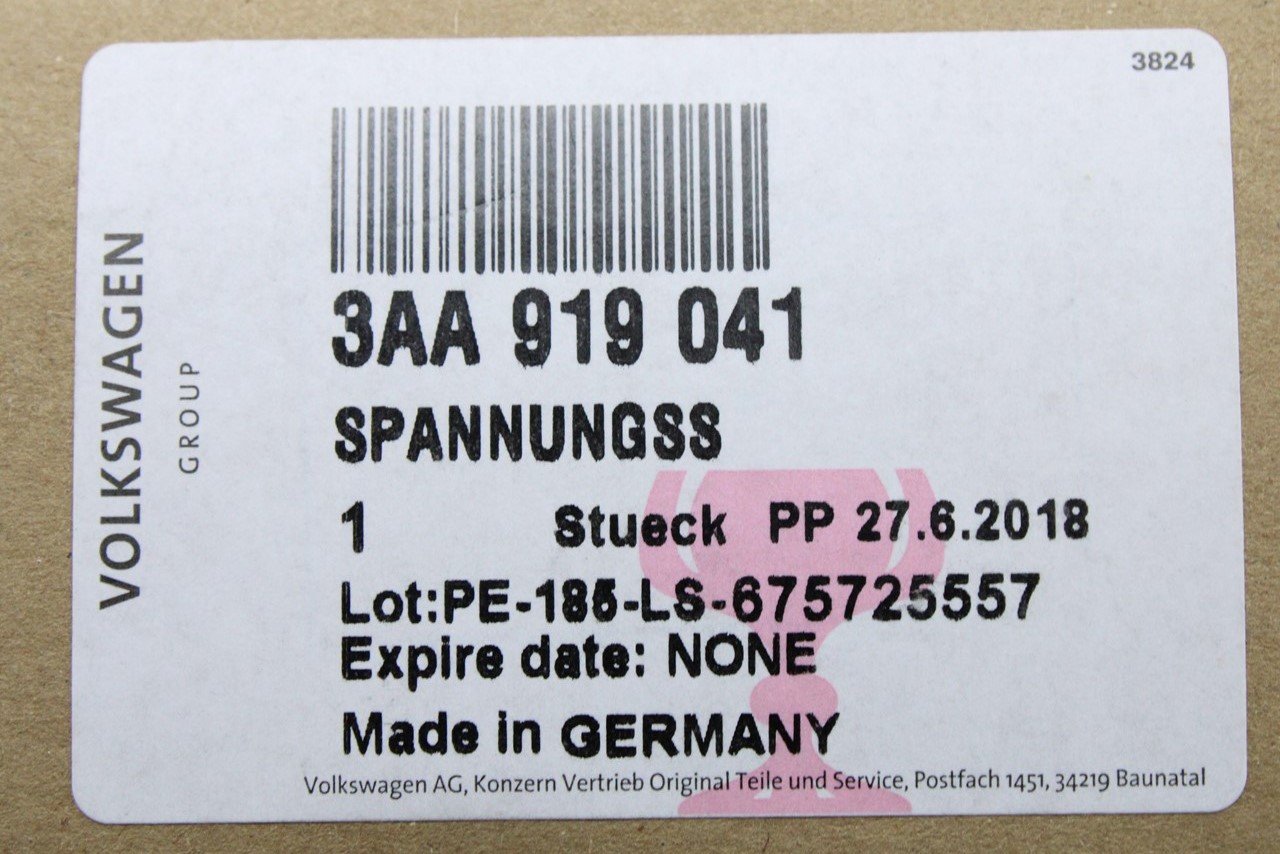 3824
VOLKSWAGEN
GROUP
3AA 919 041
SPANNUNGSS
1 Stueck PP 27.6.2018
Lot:PE-185-LS-675725557
Expire date: NONE
Made in GERMANY
Volkswagen AG, Konzern Vertrieb Original Teile und Service, Postfach 1451, 34219 Baunatal